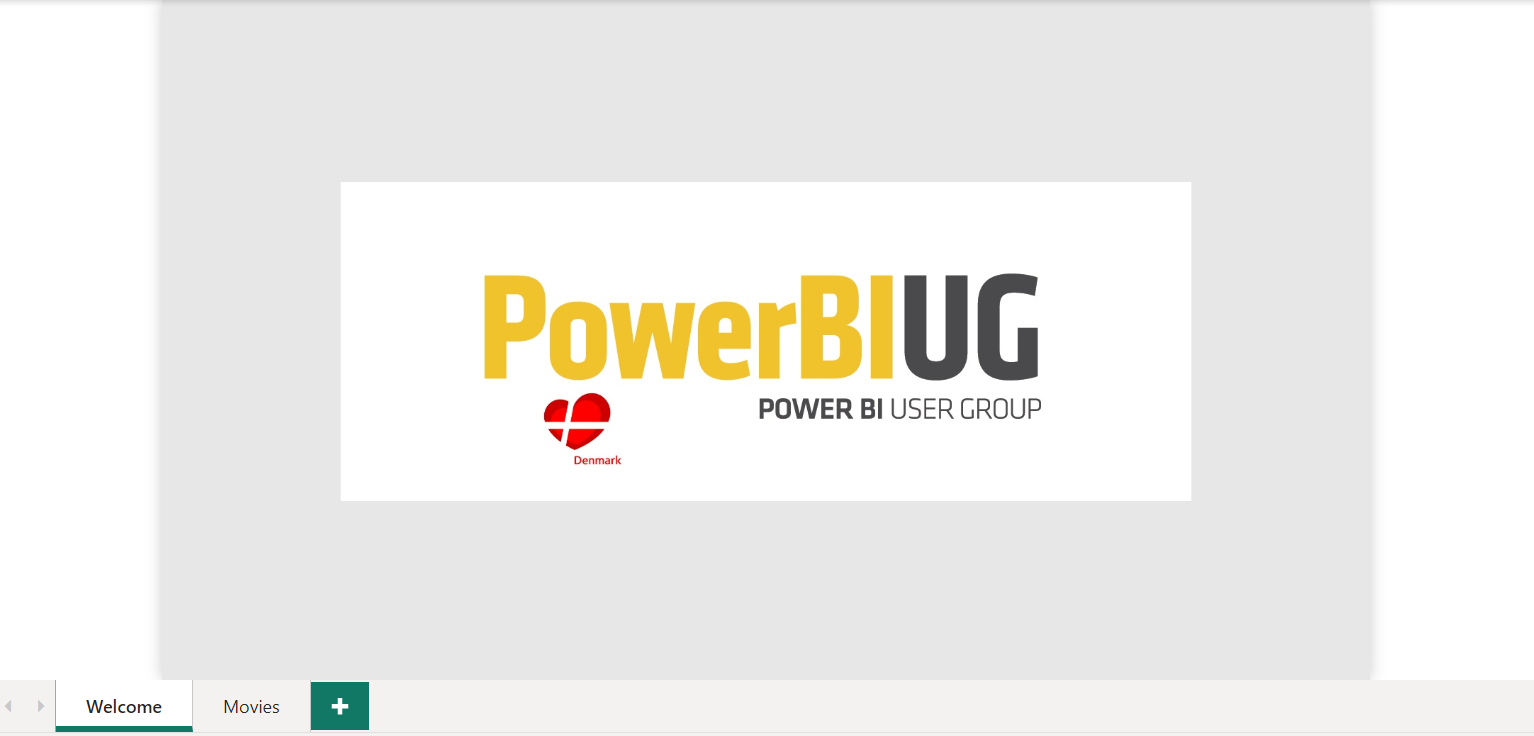 PowerBIUG
POWER BI USER GROUP
Denmark
Welcome
Movies